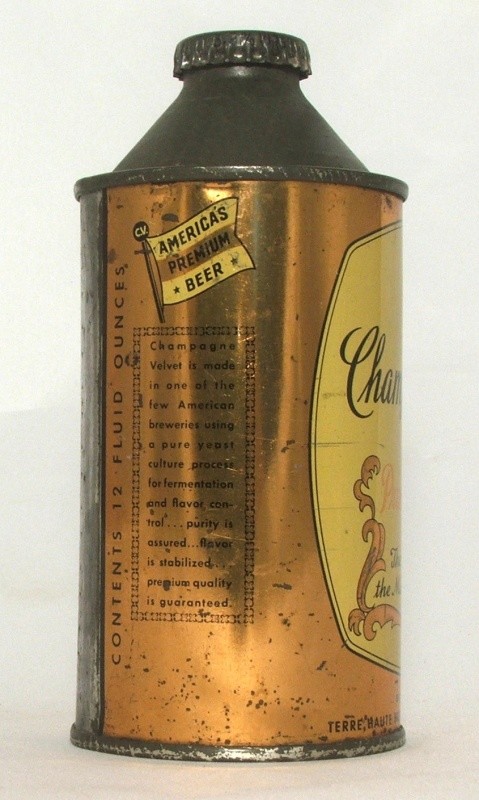 C.V.
AMERICA'S
PREMIUM
BEER
CONTENTS 12 FLUID OUNCES
Champagne
Velvet is made
in one of the
few American
breweries using
a pure yeast
culture process
for fermentation
and flavor con-
trol... purity is
assured...flavor
is stabilized...
premium quality
is guaranteed.
Cham
the
TERRE HAUTE